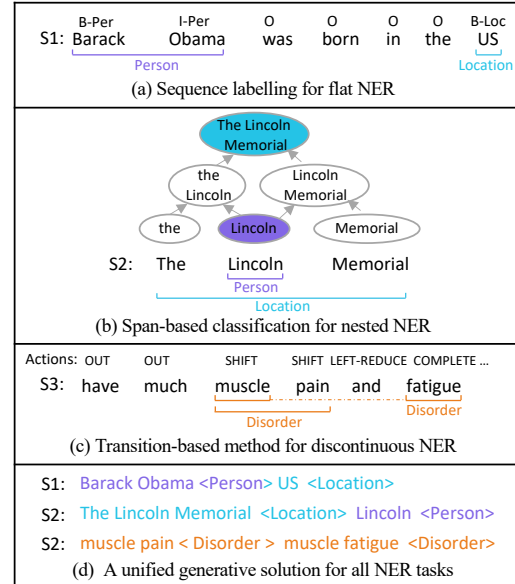 B-Per I-Per O O O O B-Loc
S1: Barack Obama was born in the US
Person Location
(a) Sequence labelling for flat NER
The Lincoln
Memorial
the
Lincoln
Lincoln
Memorial
the Lincoln Memorial
S2: The Lincoln Memorial
Person
Location
(b) Span-based classification for nested NER
Actions: OUT OUT SHIFT SHIFT LEFT-REDUCE COMPLETE ...
S3: have much muscle pain and fatigue
Disorder Disorder
(c) Transition-based method for discontinuous NER
S1: Barack Obama <Person> US <Location>
S2: The Lincoln Memorial <Location> Lincoln <Person>
S2: muscle pain < Disorder > muscle fatigue <Disorder>
(d) A unified generative solution for all NER tasks